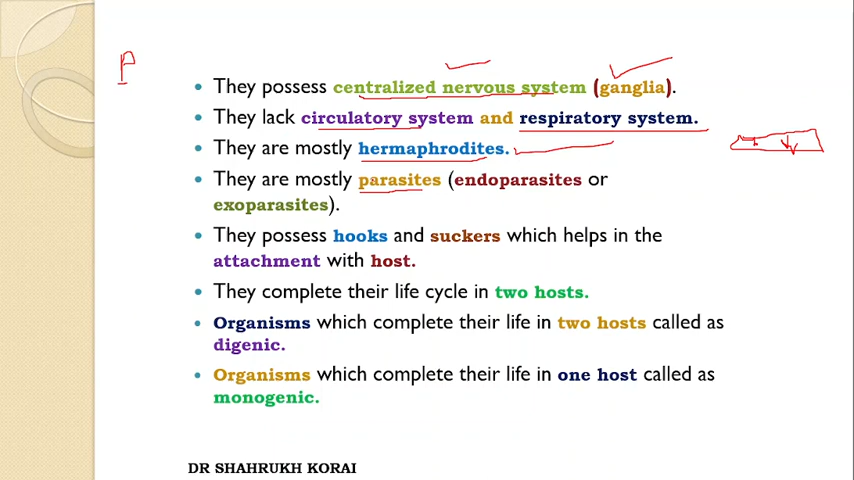 P
They possess centralized nervous system (ganglia).
They lack circulatory system and respiratory system.
They are mostly hermaphrodites.
They are mostly parasites (endoparasites or
exoparasites).
They possess hooks and suckers which helps in the
attachment with host.
They complete their life cycle in two hosts.
Organisms which complete their life in two hosts called as
digenic.
Organisms which complete their life in one host called as
monogenic.
DR SHAHRUKH KORAI